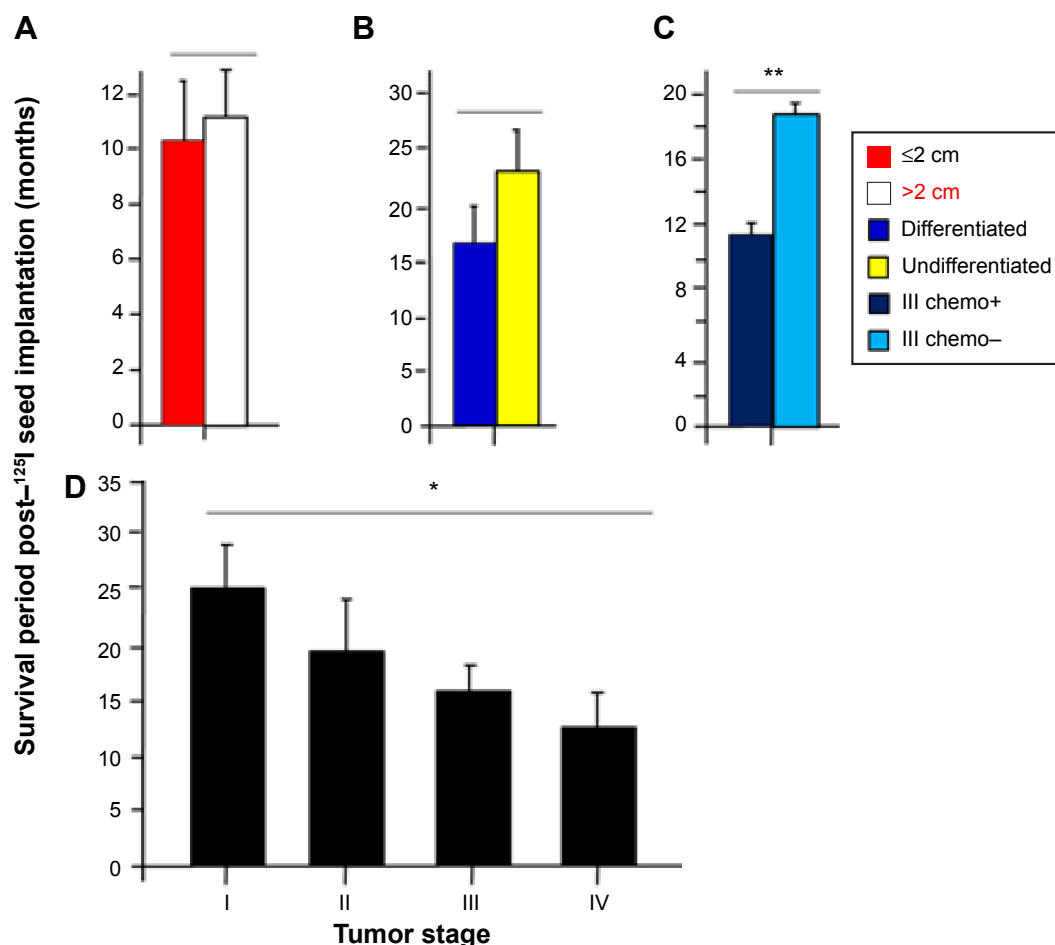 Survival period post–¹²⁵I seed implantation (months)
A
12
10
8
6
4
2
0
B
30
25
20
15
10
5
0
C
**
20
18
12
8
4
0
≤2 cm
>2 cm
Differentiated
Undifferentiated
III chemo+
III chemo–
D
*
35
30
25
20
15
10
5
0
I
II
III
IV
Tumor stage